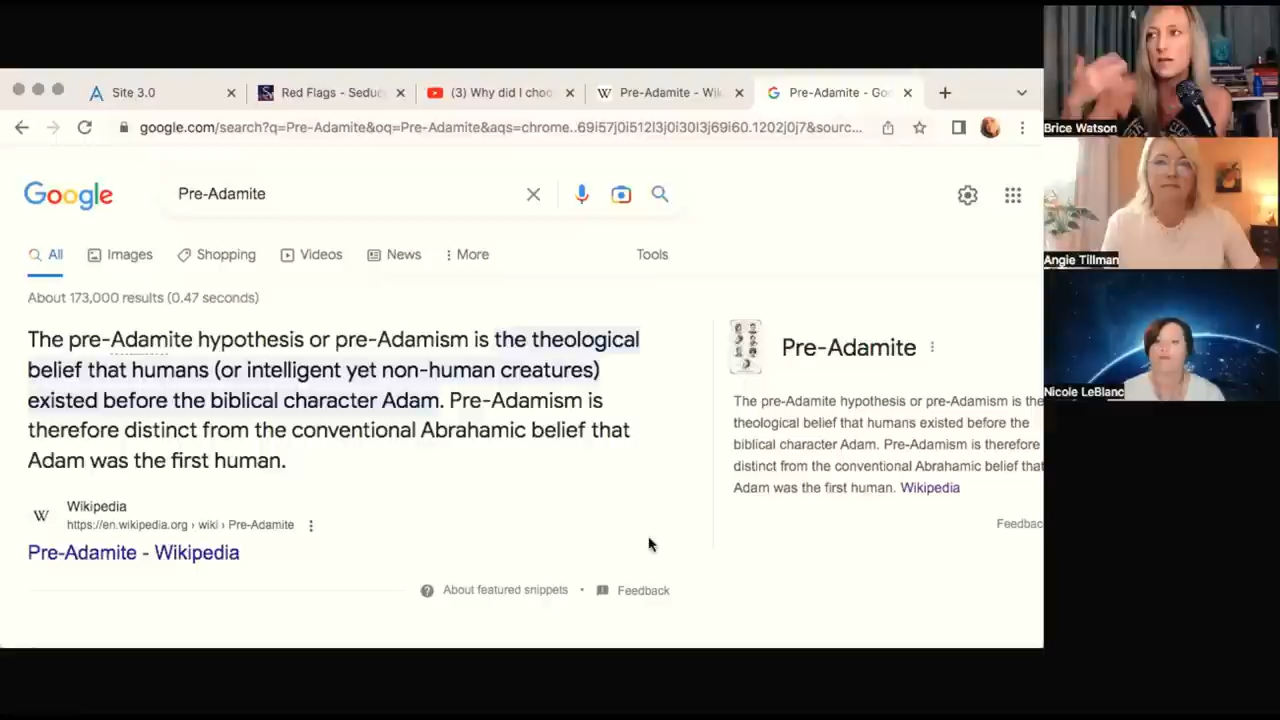 Site 3.0
Red Flags - Seduc
(3) Why did I choo
Pre-Adamite - Wik
Pre-Adamite - Goo
google.com/search?q=Pre-Adamite&oq=Pre-Adamite&aqs=chrome..69i57j0i512l3j0i30l3j69i60.1202j0j7&sourc...
Google
Pre-Adamite
All
Images
Shopping
Videos
News
More
Tools
About 173,000 results (0.47 seconds)
The pre-Adamite hypothesis or pre-Adamism is the theological
belief that humans (or intelligent yet non-human creatures)
existed before the biblical character Adam. Pre-Adamism is
therefore distinct from the conventional Abrahamic belief that
Adam was the first human.
W
Wikipedia
https://en.wikipedia.org › wiki › Pre-Adamite
Pre-Adamite - Wikipedia
About featured snippets • Feedback
Pre-Adamite
The pre-Adamite hypothesis or pre-Adamism is the
theological belief that humans existed before the
biblical character Adam. Pre-Adamism is therefore
distinct from the conventional Abrahamic belief that
Adam was the first human. Wikipedia
Feedbac
Brice Watson
Angie Tillman
Nicole LeBlanc